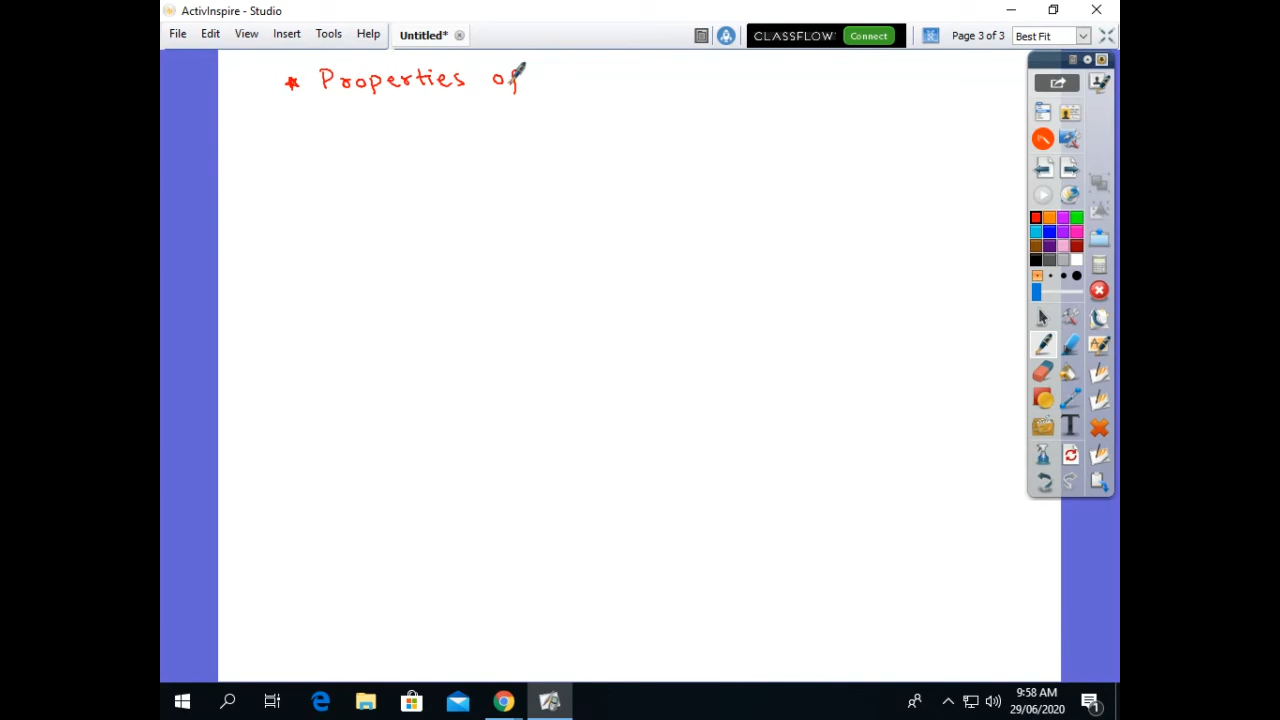 ActivInspire - Studio
File Edit View Insert Tools Help Untitled* CLASSFLOW Connect Page 3 of 3 Best Fit
* Properties of
9:58 AM
29/06/2020
1